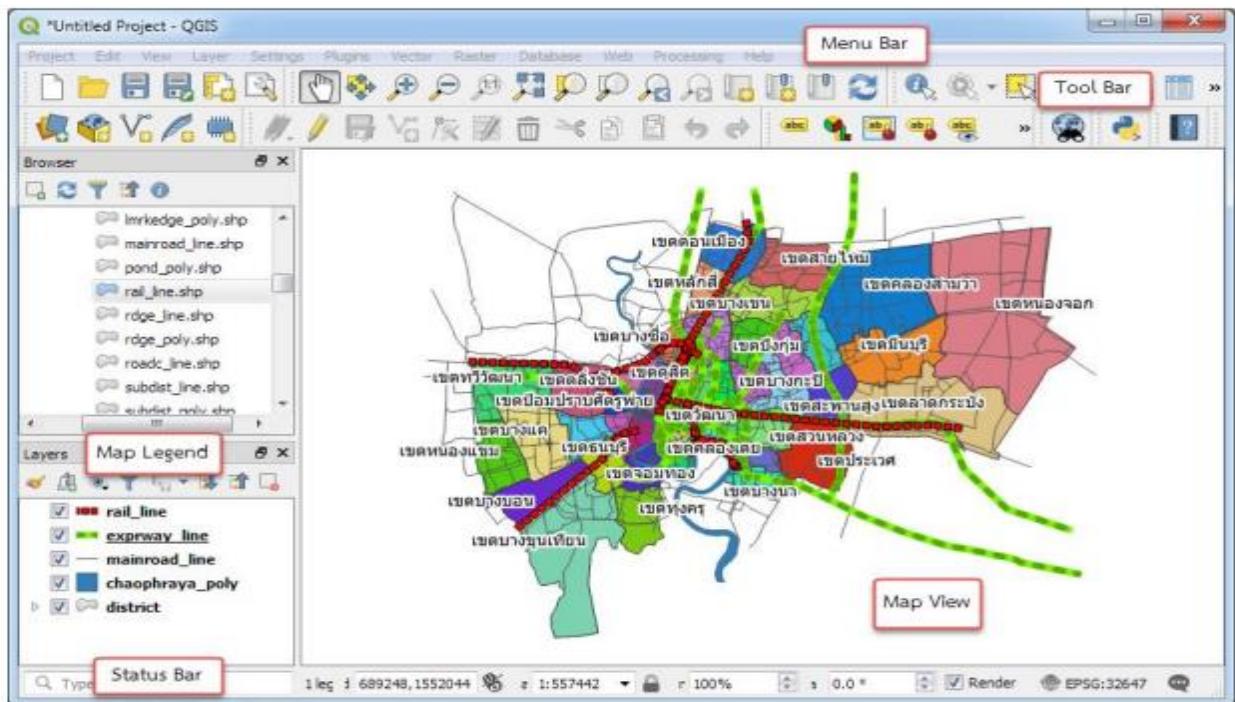 *Untitled Project - QGIS
Project Edit View Layer Settings Plugins Vector Raster Database Web Processing Help
Menu Bar
Tool Bar
Browser
lmrkedge_poly.shp
mainroad_line.shp
pond_poly.shp
rail_line.shp
rdge_line.shp
rdge_poly.shp
roadc_line.shp
subdist_line.shp
subdist_poly.shp
Map Legend
Layers
rail_line
exprway_line
mainroad_line
chaophraya_poly
district
Status Bar
เขตดอนเมือง
เขตสายไหม
เขตหลักสี่
เขตคลองสามวา
เขตบางเขน
เขตหนองจอก
เขตบางซื่อ
เขตบึงกุ่ม
เขตมีนบุรี
เขตทวีวัฒนา
เขตตลิ่งชัน
เขตดุสิต
เขตบางกะปิ
เขตป้อมปราบศัตรูพ่าย
เขตวัฒนา
เขตสะพานสูง
เขตลาดกระบัง
เขตบางแค
เขตธนบุรี
เขตคลองเตย
เขตสวนหลวง
เขตหนองแขม
เขตจอมทอง
เขตประเวศ
เขตบางบอน
เขตทุ่งครุ
เขตบางนา
เขตบางขุนเทียน
Map View
Type
1 leg 689248,1552044 1:557442 100% 0.0 ° Render EPSG:32647